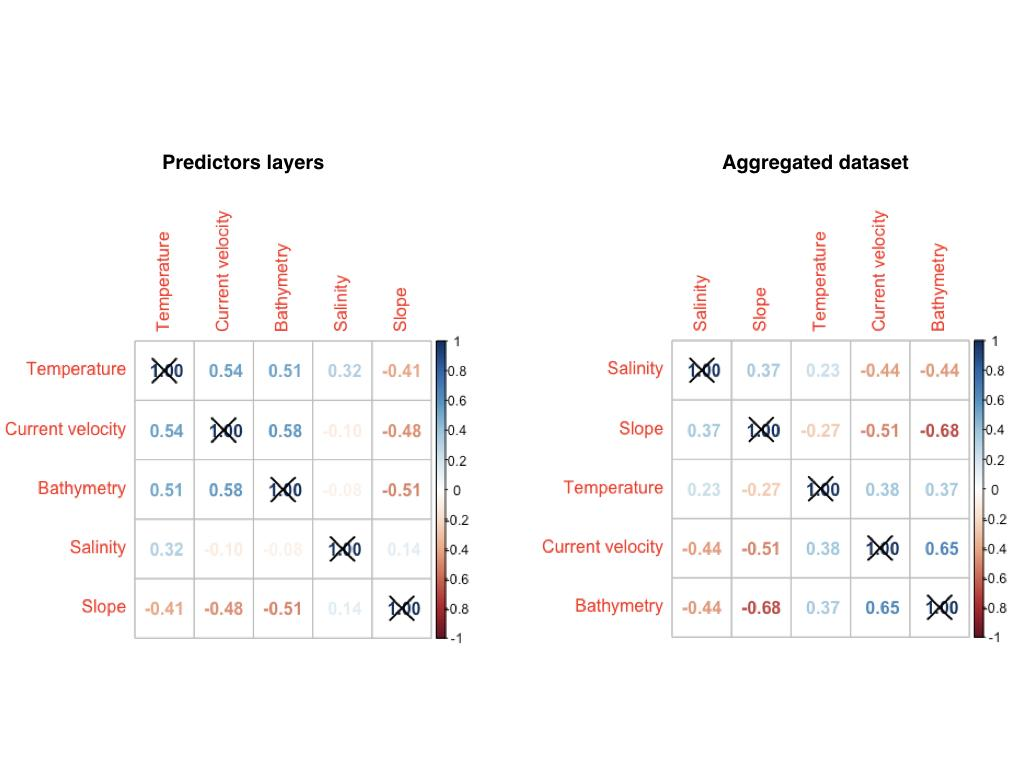 Predictors layers
Temperature Current velocity Bathymetry Salinity Slope
Temperature 1.00 0.54 0.51 0.32 -0.41
Current velocity 0.54 1.00 0.58 -0.10 -0.48
Bathymetry 0.51 0.58 1.00 -0.08 -0.51
Salinity 0.32 -0.10 -0.08 1.00 0.14
Slope -0.41 -0.48 -0.51 0.14 1.00
1
0.8
0.6
0.4
0.2
0
-0.2
-0.4
-0.6
-0.8
-1
Aggregated dataset
Salinity Slope Temperature Current velocity Bathymetry
Salinity 1.00 0.37 0.23 -0.44 -0.44
Slope 0.37 1.00 -0.27 -0.51 -0.68
Temperature 0.23 -0.27 1.00 0.38 0.37
Current velocity -0.44 -0.51 0.38 1.00 0.65
Bathymetry -0.44 -0.68 0.37 0.65 1.00
1
0.8
0.6
0.4
0.2
0
-0.2
-0.4
-0.6
-0.8
-1